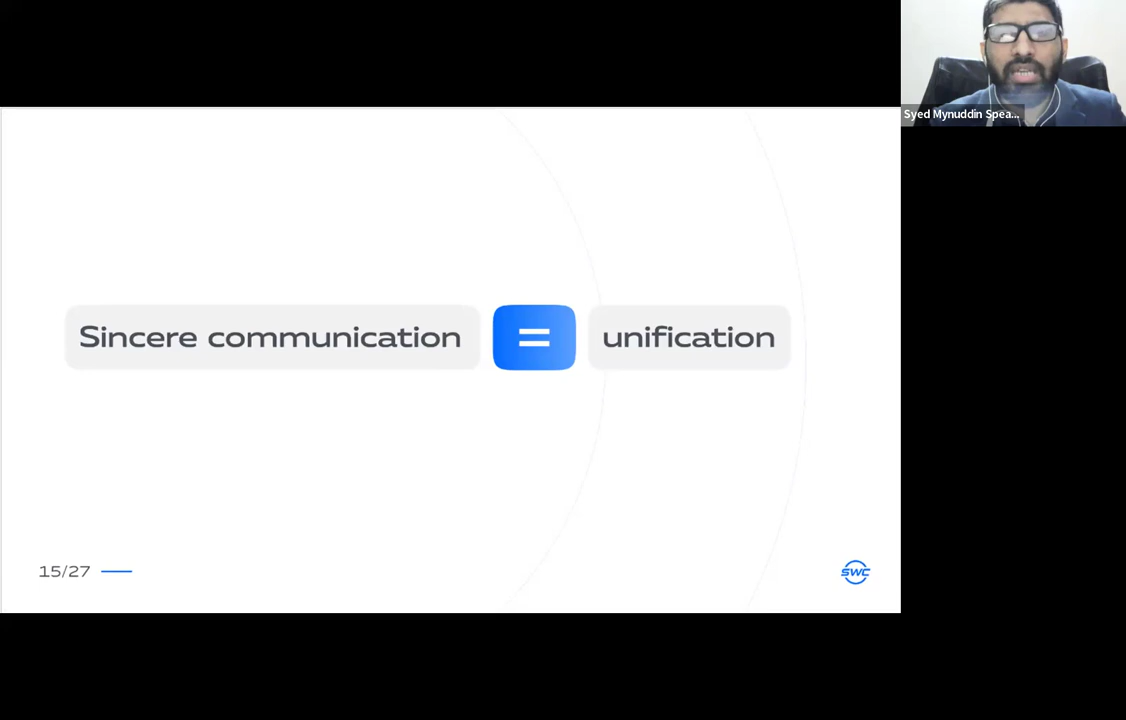 Syed Mynuddin Spea...
Sincere communication = unification
15/27
SWC